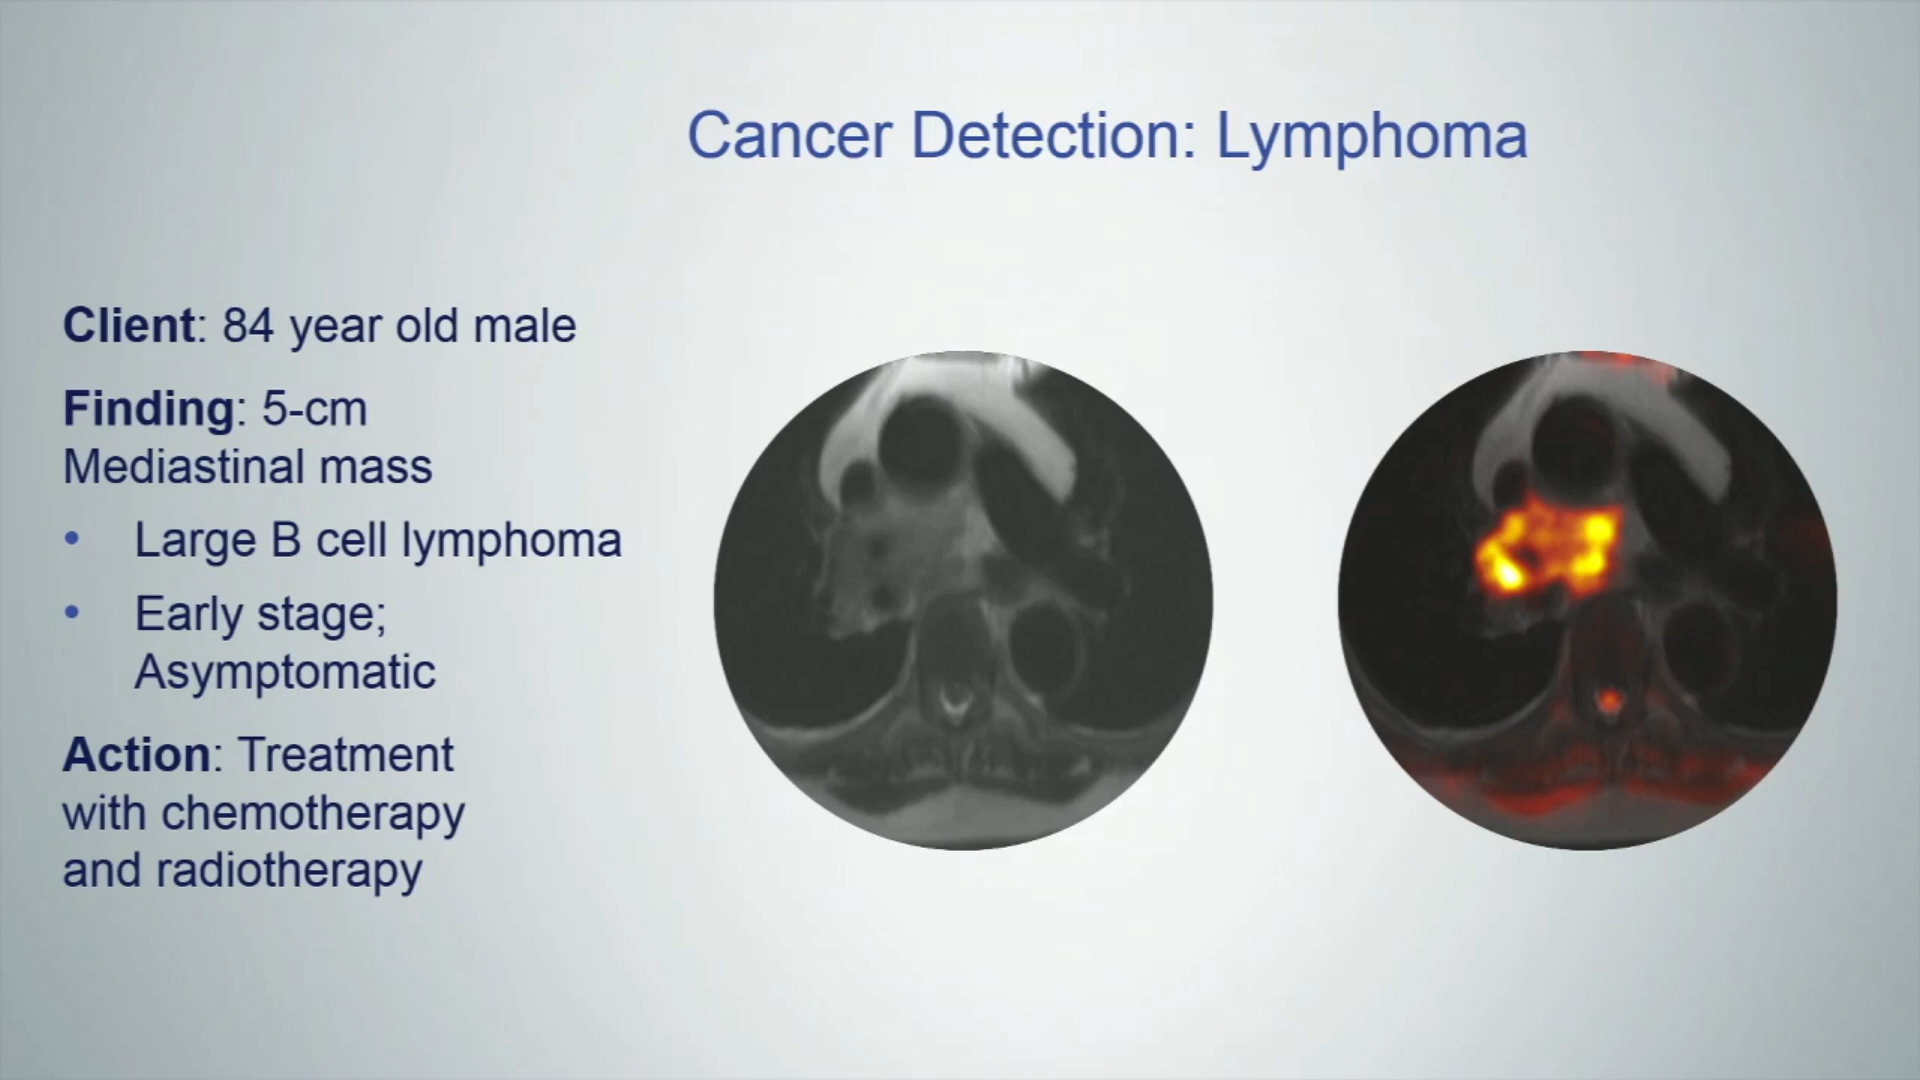 Cancer Detection: Lymphoma
Client: 84 year old male
Finding: 5-cm
Mediastinal mass
• Large B cell lymphoma
• Early stage;
Asymptomatic
Action: Treatment
with chemotherapy
and radiotherapy